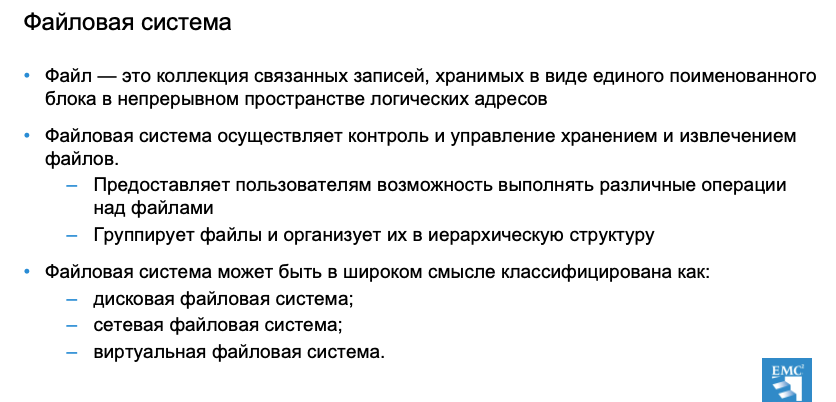 Файловая система
• Файл — это коллекция связанных записей, хранимых в виде единого поименованного
блока в непрерывном пространстве логических адресов
• Файловая система осуществляет контроль и управление хранением и извлечением
файлов.
– Предоставляет пользователям возможность выполнять различные операции
над файлами
– Группирует файлы и организует их в иерархическую структуру
• Файловая система может быть в широком смысле классифицирована как:
– дисковая файловая система;
– сетевая файловая система;
– виртуальная файловая система.
EMC²